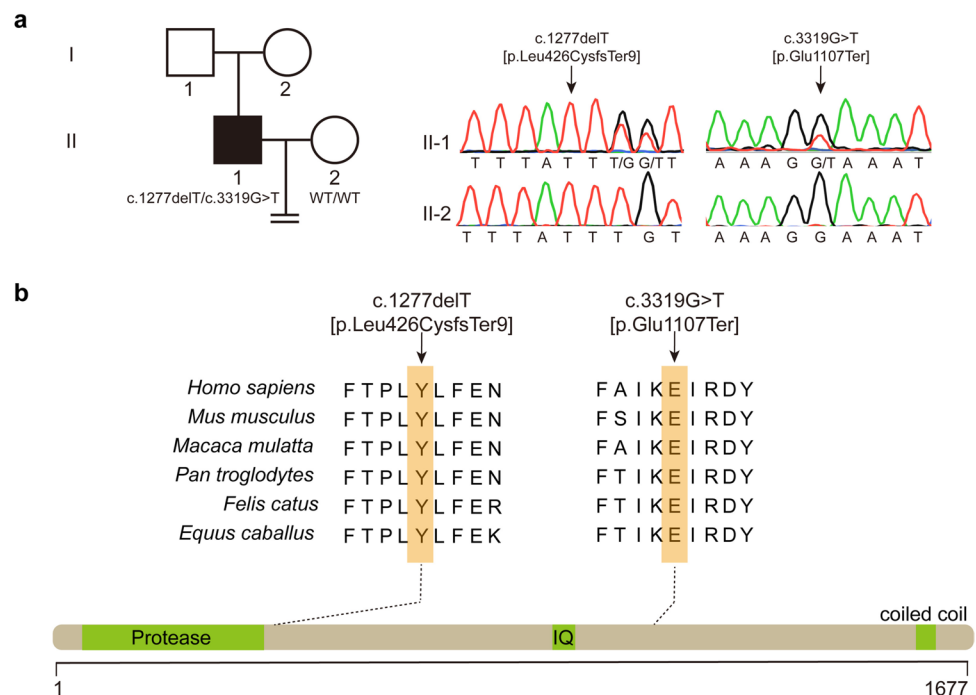 a
I
1
2
II
1
2
c.1277delT/c.3319G>T
WT/WT
c.1277delT
[p.Leu426CysfsTer9]
c.3319G>T
[p.Glu1107Ter]
II-1
T T T A T T T/G G/T T
A A A G G/T A A A T
II-2
T T T A T T T G T
A A A G G A A A T
b
c.1277delT
[p.Leu426CysfsTer9]
c.3319G>T
[p.Glu1107Ter]
Homo sapiens F T P L Y L F E N F A I K E I R D Y
Mus musculus F T P L Y L F E N F S I K E I R D Y
Macaca mulatta F T P L Y L F E N F A I K E I R D Y
Pan troglodytes F T P L Y L F E N F T I K E I R D Y
Felis catus F T P L Y L F E R F T I K E I R D Y
Equus caballus F T P L Y L F E K F T I K E I R D Y
coiled coil
Protease
IQ
1
1677